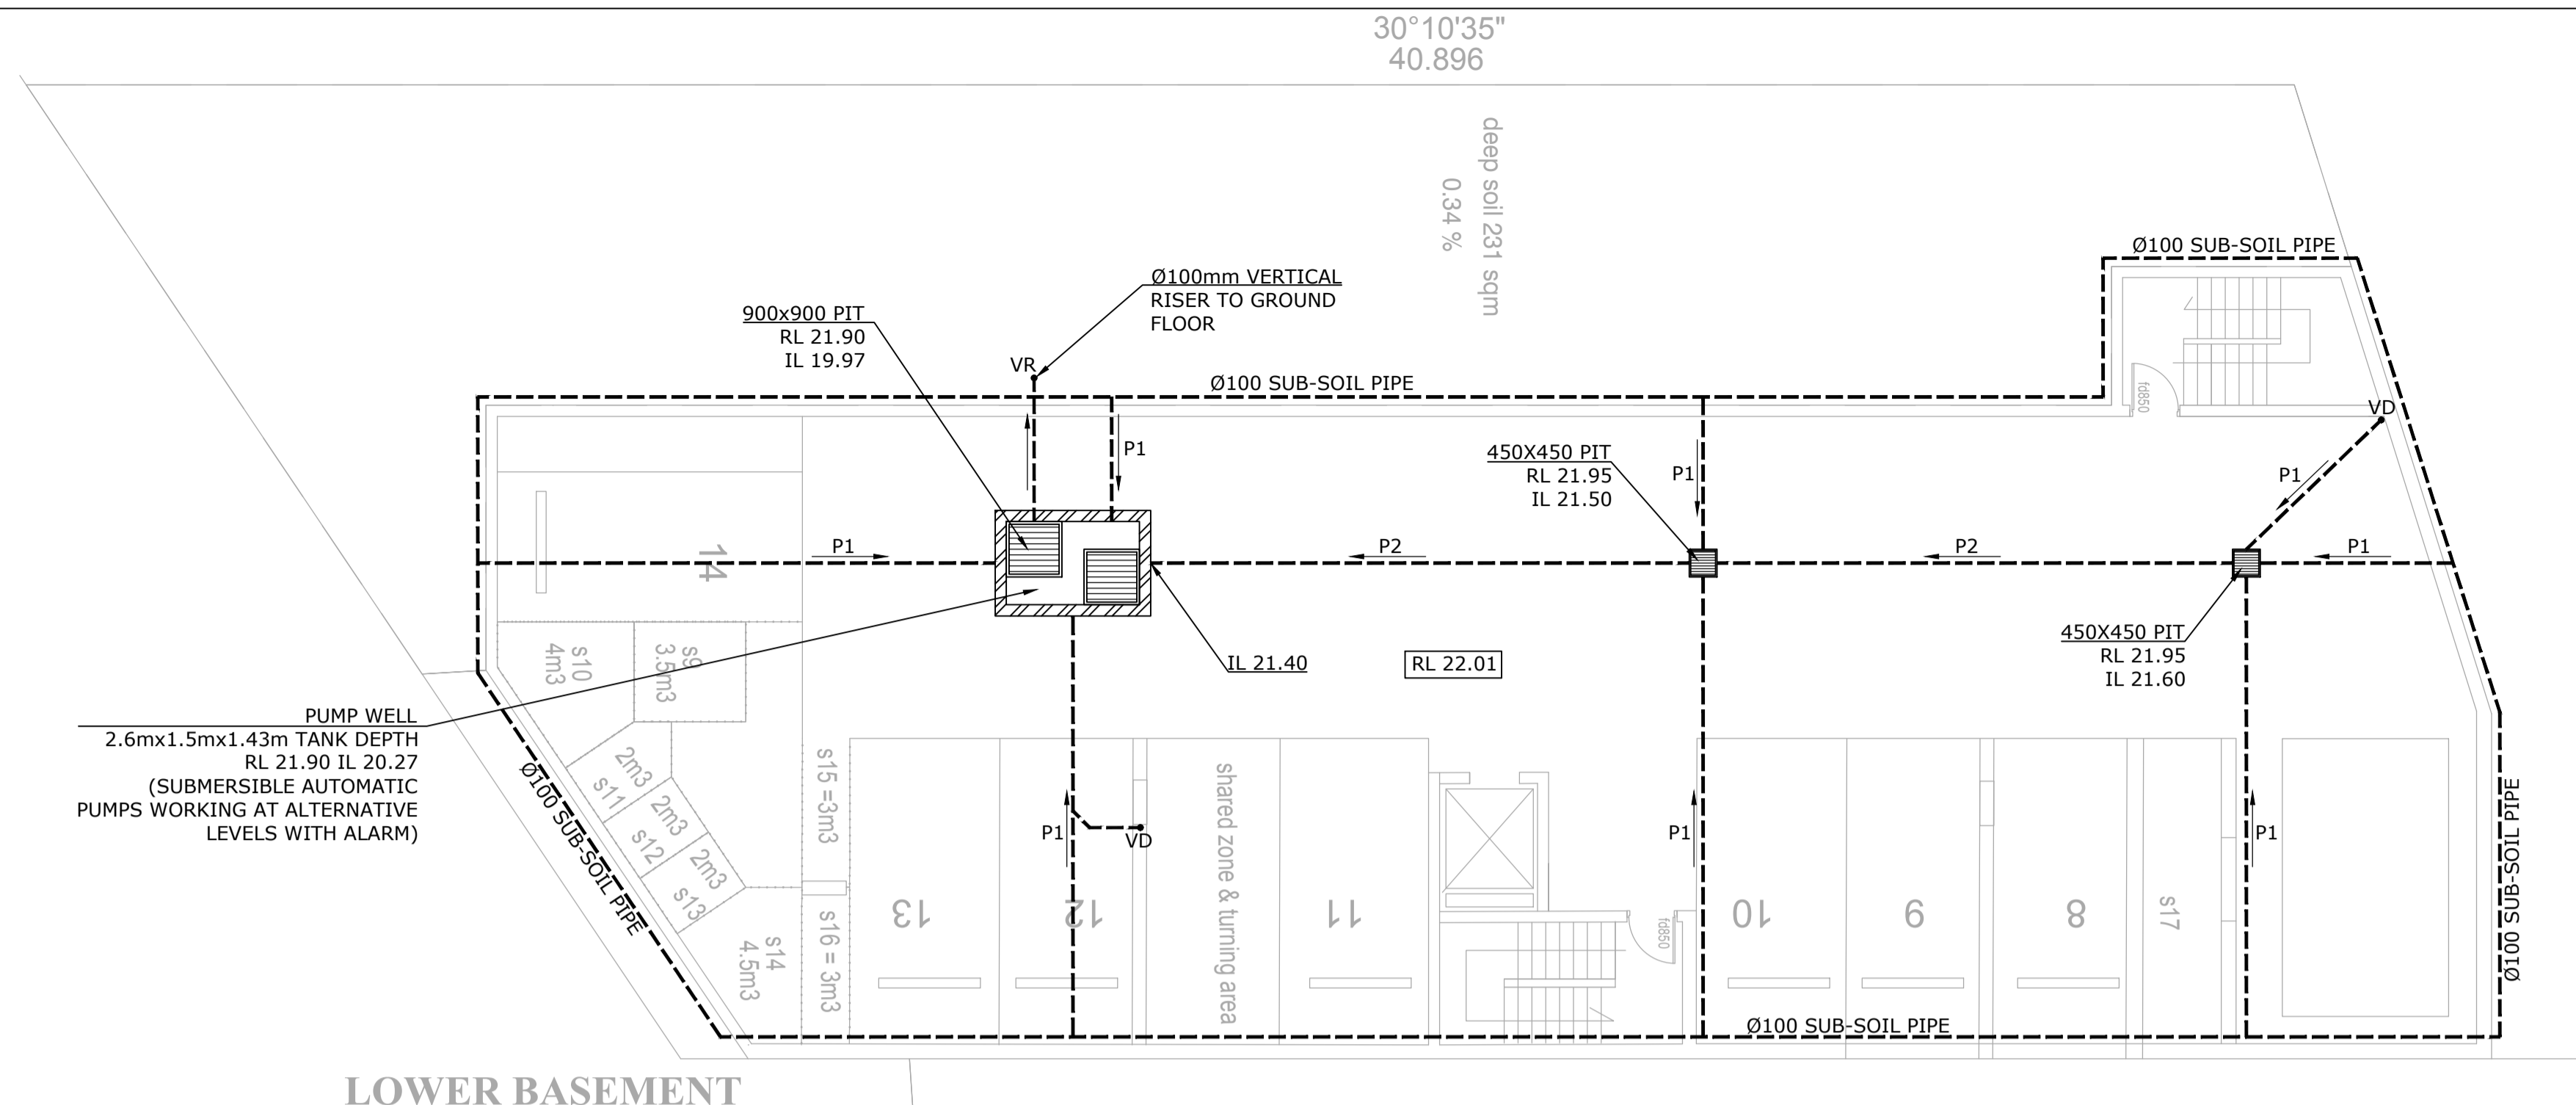 30°10'35"
40.896
deep soil 231 sqm
0.34 %
Ø100 SUB-SOIL PIPE
Ø100mm VERTICAL
RISER TO GROUND
FLOOR
900x900 PIT
RL 21.90
IL 19.97
VR
Ø100 SUB-SOIL PIPE
fd850
VD
P1
450X450 PIT
RL 21.95
IL 21.50
P1
P1
14
P1
P2
P2
P1
450X450 PIT
RL 21.95
IL 21.60
IL 21.40
RL 22.01
s10
4m3
s9
3.5m3
PUMP WELL
2.6mx1.5mx1.43m TANK DEPTH
RL 21.90 IL 20.27
(SUBMERSIBLE AUTOMATIC
PUMPS WORKING AT ALTERNATIVE
LEVELS WITH ALARM)
Ø100 SUB-SOIL PIPE
2m3
s11
2m3
s12
2m3
s13
s14
4.5m3
s15 =3m3
s16 = 3m3
P1
VD
shared zone & turning area
13
12
11
fd850
P1
10
9
8
s17
P1
Ø100 SUB-SOIL PIPE
Ø100 SUB-SOIL PIPE
LOWER BASEMENT